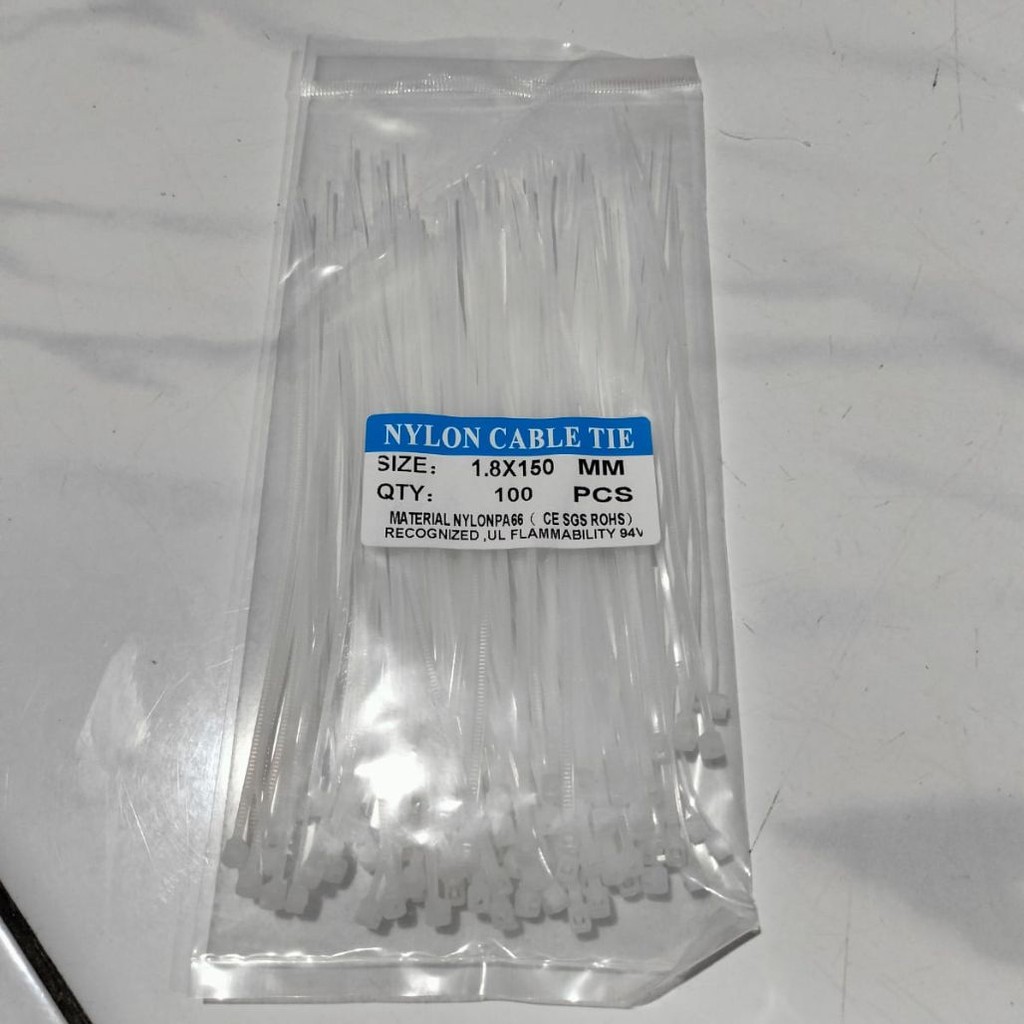 NYLON CABLE TIE
SIZE: 1.8X150 MM
QTY: 100 PCS
MATERIAL NYLONPA66 ( CE SGS ROHS)
RECOGNIZED ,UL FLAMMABILITY 94V